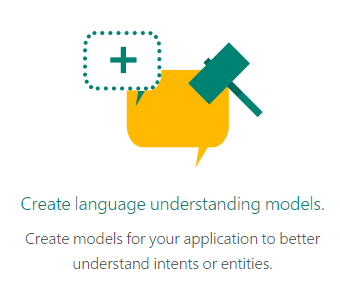 Create language understanding models.
Create models for your application to better
understand intents or entities.